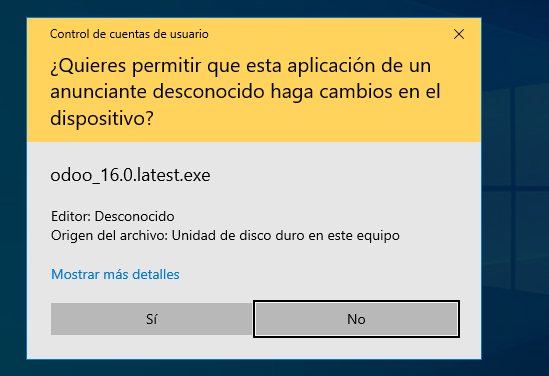 Control de cuentas de usuario
¿Quieres permitir que esta aplicación de un
anunciante desconocido haga cambios en el
dispositivo?
odoo_16.0.latest.exe
Editor: Desconocido
Origen del archivo: Unidad de disco duro en este equipo
Mostrar más detalles
Sí
No